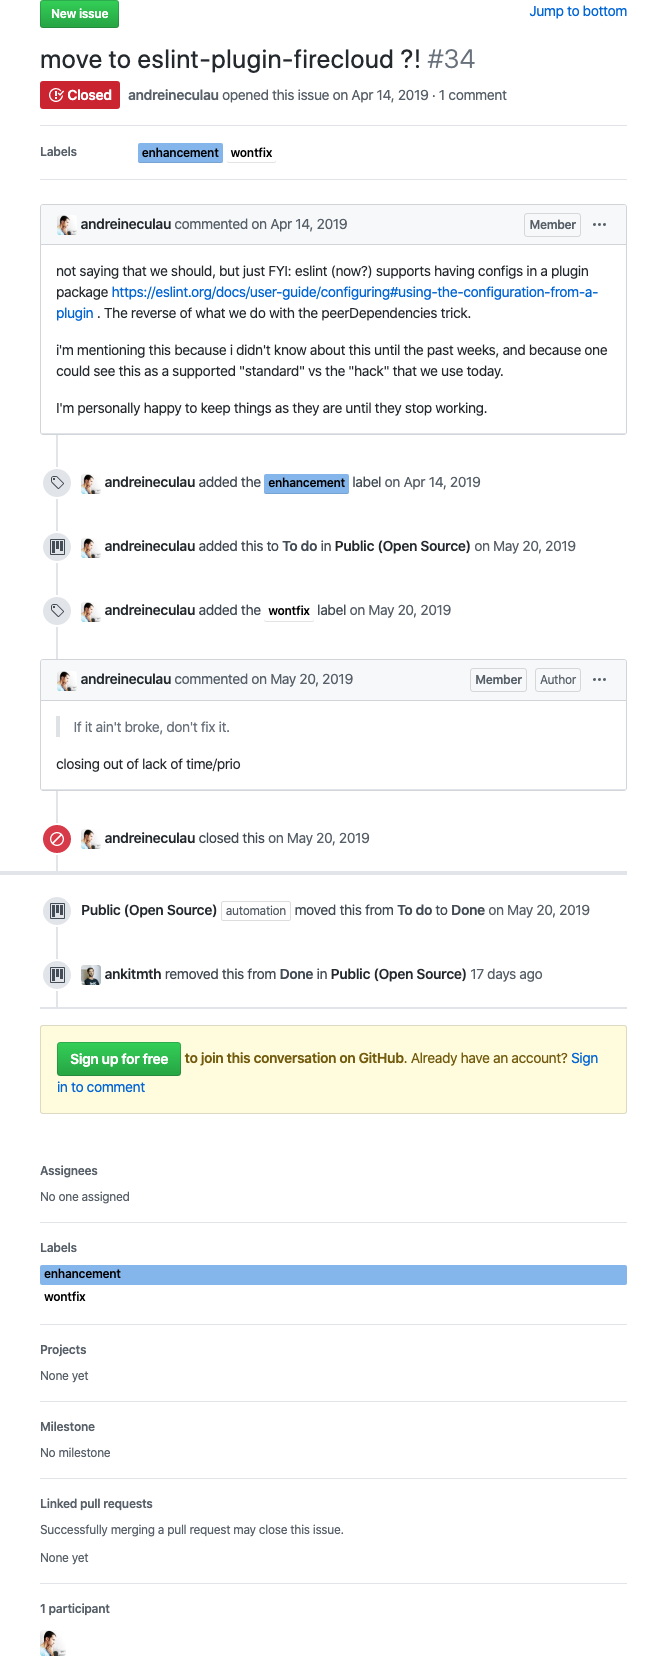 New issue
Jump to bottom
move to eslint-plugin-firecloud ?! #34
Closed andreineculau opened this issue on Apr 14, 2019 · 1 comment
Labels enhancement wontfix
andreineculau commented on Apr 14, 2019 Member ···
not saying that we should, but just FYI: eslint (now?) supports having configs in a plugin
package https://eslint.org/docs/user-guide/configuring#using-the-configuration-from-a-
plugin . The reverse of what we do with the peerDependencies trick.
i'm mentioning this because i didn't know about this until the past weeks, and because one
could see this as a supported "standard" vs the "hack" that we use today.
I'm personally happy to keep things as they are until they stop working.
andreineculau added the enhancement label on Apr 14, 2019
andreineculau added this to To do in Public (Open Source) on May 20, 2019
andreineculau added the wontfix label on May 20, 2019
andreineculau commented on May 20, 2019 Member Author ···
If it ain't broke, don't fix it.
closing out of lack of time/prio
andreineculau closed this on May 20, 2019
Public (Open Source) automation moved this from To do to Done on May 20, 2019
ankitmth removed this from Done in Public (Open Source) 17 days ago
Sign up for free to join this conversation on GitHub. Already have an account? Sign
in to comment
Assignees
No one assigned
Labels
enhancement
wontfix
Projects
None yet
Milestone
No milestone
Linked pull requests
Successfully merging a pull request may close this issue.
None yet
1 participant